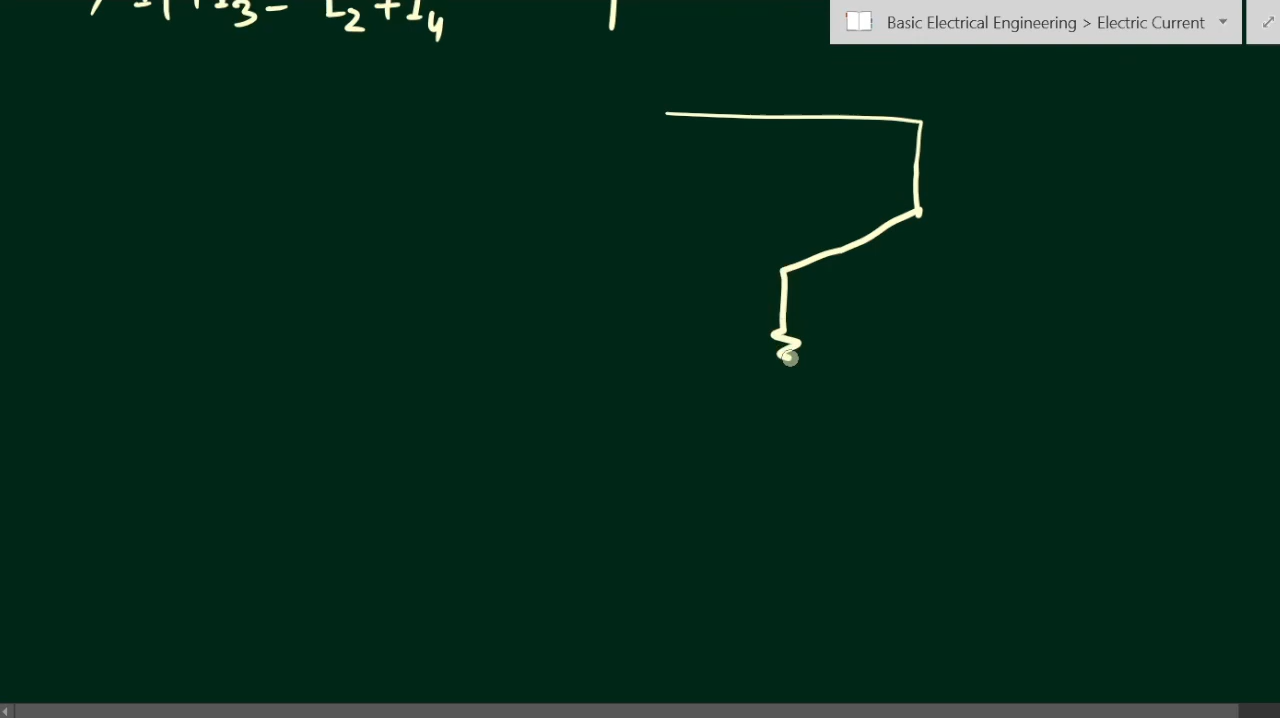 I1 + I3 = I2 + I4
Basic Electrical Engineering > Electric Current